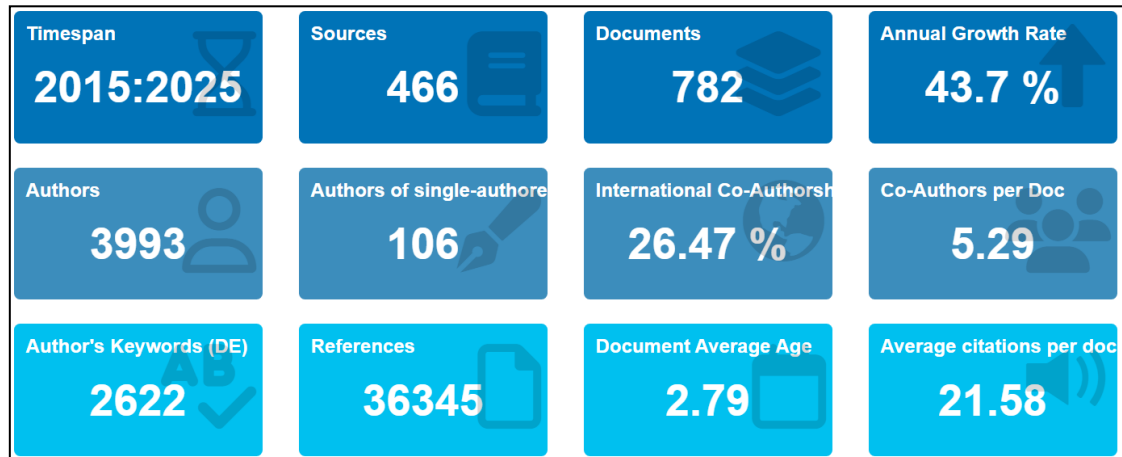 Timespan
2015:2025
Sources
466
Documents
782
Annual Growth Rate
43.7 %
Authors
3993
Authors of single-authore
106
International Co-Authorsh
26.47 %
Co-Authors per Doc
5.29
Author's Keywords (DE)
AB
2622
References
36345
Document Average Age
2.79
Average citations per doc
21.58